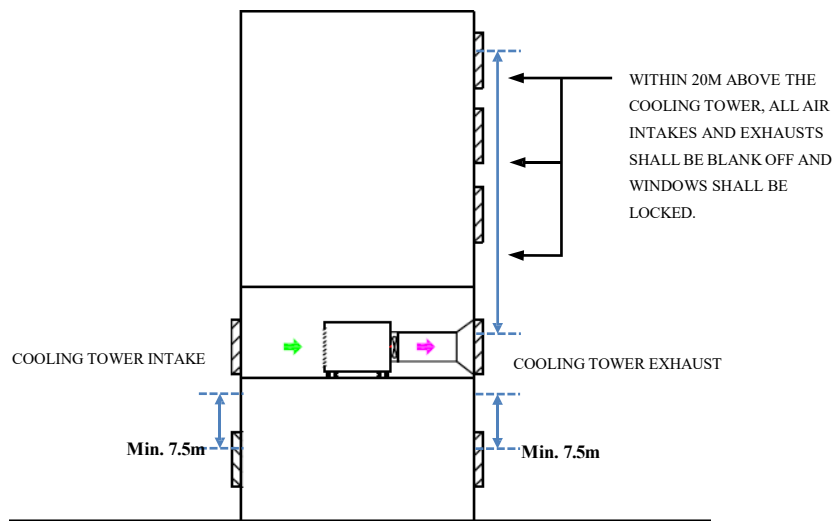 WITHIN 20M ABOVE THE
COOLING TOWER, ALL AIR
INTAKES AND EXHAUSTS
SHALL BE BLANK OFF AND
WINDOWS SHALL BE
LOCKED.
COOLING TOWER INTAKE
COOLING TOWER EXHAUST
Min. 7.5m
Min. 7.5m